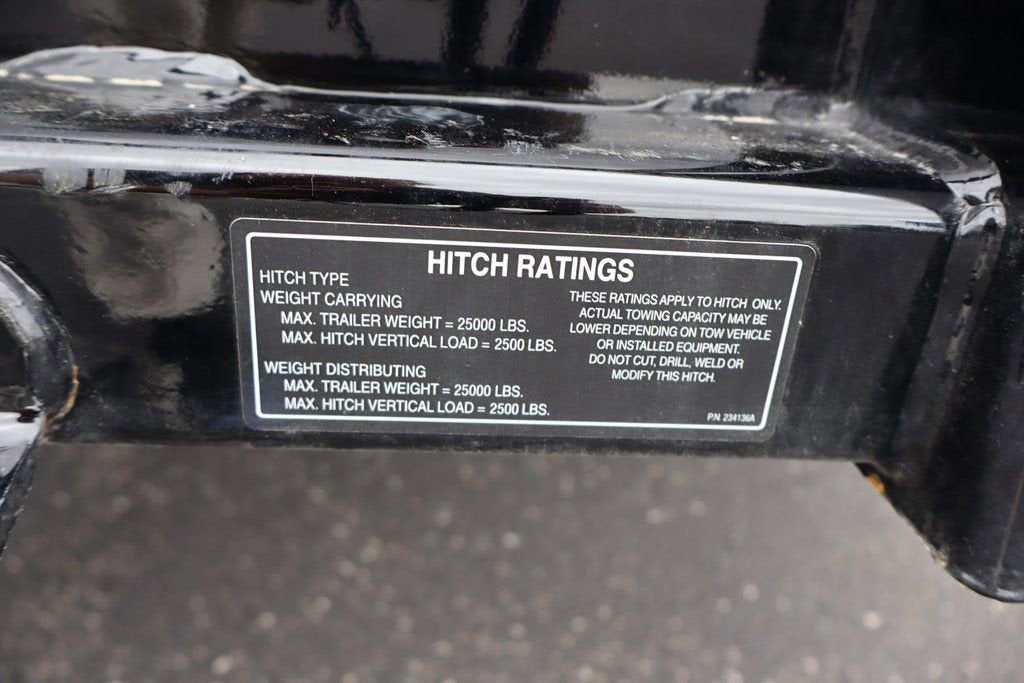 HITCH RATINGS
HITCH TYPE
WEIGHT CARRYING
MAX. TRAILER WEIGHT = 25000 LBS.
MAX. HITCH VERTICAL LOAD = 2500 LBS.
WEIGHT DISTRIBUTING
MAX. TRAILER WEIGHT = 25000 LBS.
MAX. HITCH VERTICAL LOAD = 2500 LBS.
THESE RATINGS APPLY TO HITCH ONLY.
ACTUAL TOWING CAPACITY MAY BE
LOWER DEPENDING ON TOW VEHICLE
OR INSTALLED EQUIPMENT.
DO NOT CUT, DRILL, WELD OR
MODIFY THIS HITCH.
P.N. 234136A